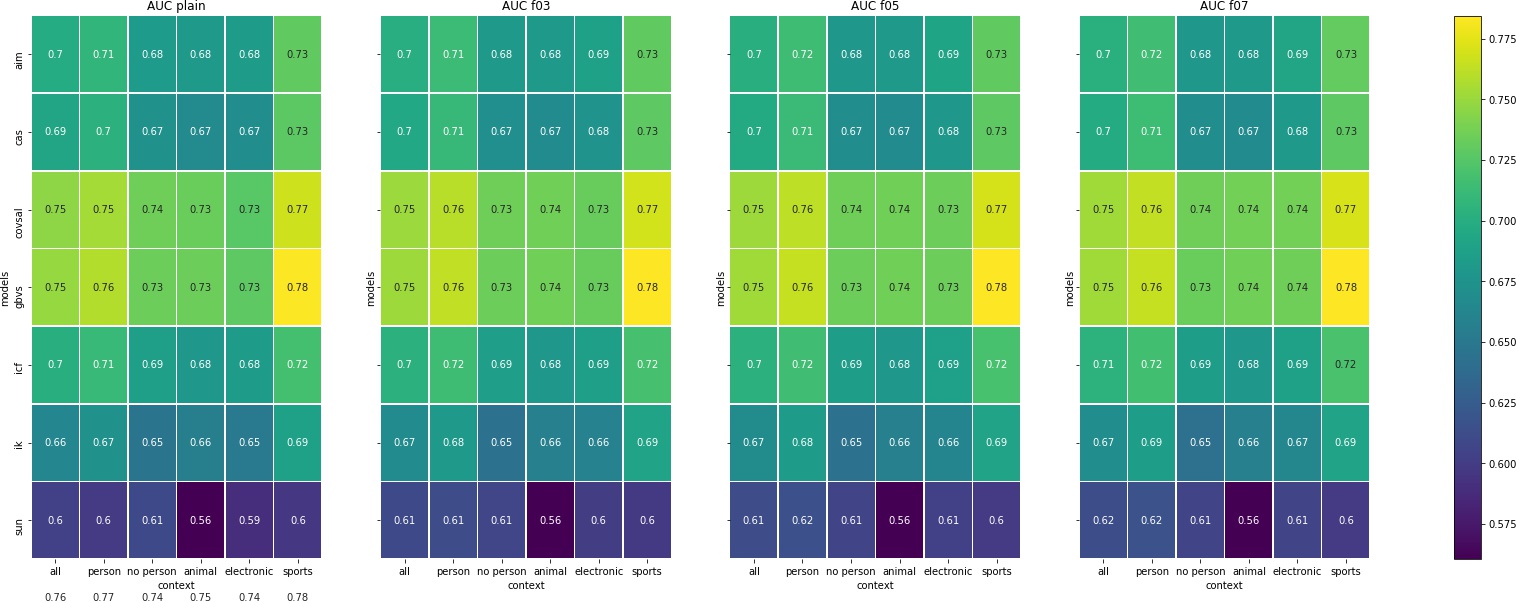 AUC plain AUC f03 AUC f05 AUC f07
aim 0.7 0.71 0.68 0.68 0.68 0.73 0.7 0.71 0.68 0.68 0.69 0.73 0.7 0.72 0.68 0.68 0.69 0.73 0.7 0.72 0.68 0.68 0.69 0.73
0.775
0.750
cas 0.69 0.7 0.67 0.67 0.67 0.73 0.7 0.71 0.67 0.67 0.68 0.73 0.7 0.71 0.67 0.67 0.68 0.73 0.7 0.71 0.67 0.67 0.68 0.73
0.725
covsal 0.75 0.75 0.74 0.73 0.73 0.77 0.75 0.76 0.73 0.74 0.73 0.77 0.75 0.76 0.74 0.74 0.73 0.77 0.75 0.76 0.74 0.74 0.74 0.77
0.700
models models models models
gbvs 0.75 0.76 0.73 0.73 0.73 0.78 0.75 0.76 0.73 0.74 0.73 0.78 0.75 0.76 0.73 0.74 0.73 0.78 0.75 0.76 0.73 0.74 0.74 0.78
0.675
0.650
icf 0.7 0.71 0.69 0.68 0.68 0.72 0.7 0.72 0.69 0.68 0.69 0.72 0.7 0.72 0.69 0.68 0.69 0.72 0.71 0.72 0.69 0.68 0.69 0.72
0.625
ik 0.66 0.67 0.65 0.66 0.65 0.69 0.67 0.68 0.65 0.66 0.66 0.69 0.67 0.68 0.65 0.66 0.66 0.69 0.67 0.69 0.65 0.66 0.67 0.69
0.600
sun 0.6 0.6 0.61 0.56 0.59 0.6 0.61 0.61 0.61 0.56 0.6 0.6 0.61 0.62 0.61 0.56 0.61 0.6 0.62 0.62 0.61 0.56 0.61 0.6
0.575
all person no person animal electronic sports all person no person animal electronic sports all person no person animal electronic sports all person no person animal electronic sports
context context context context
0.76 0.77 0.74 0.75 0.74 0.78